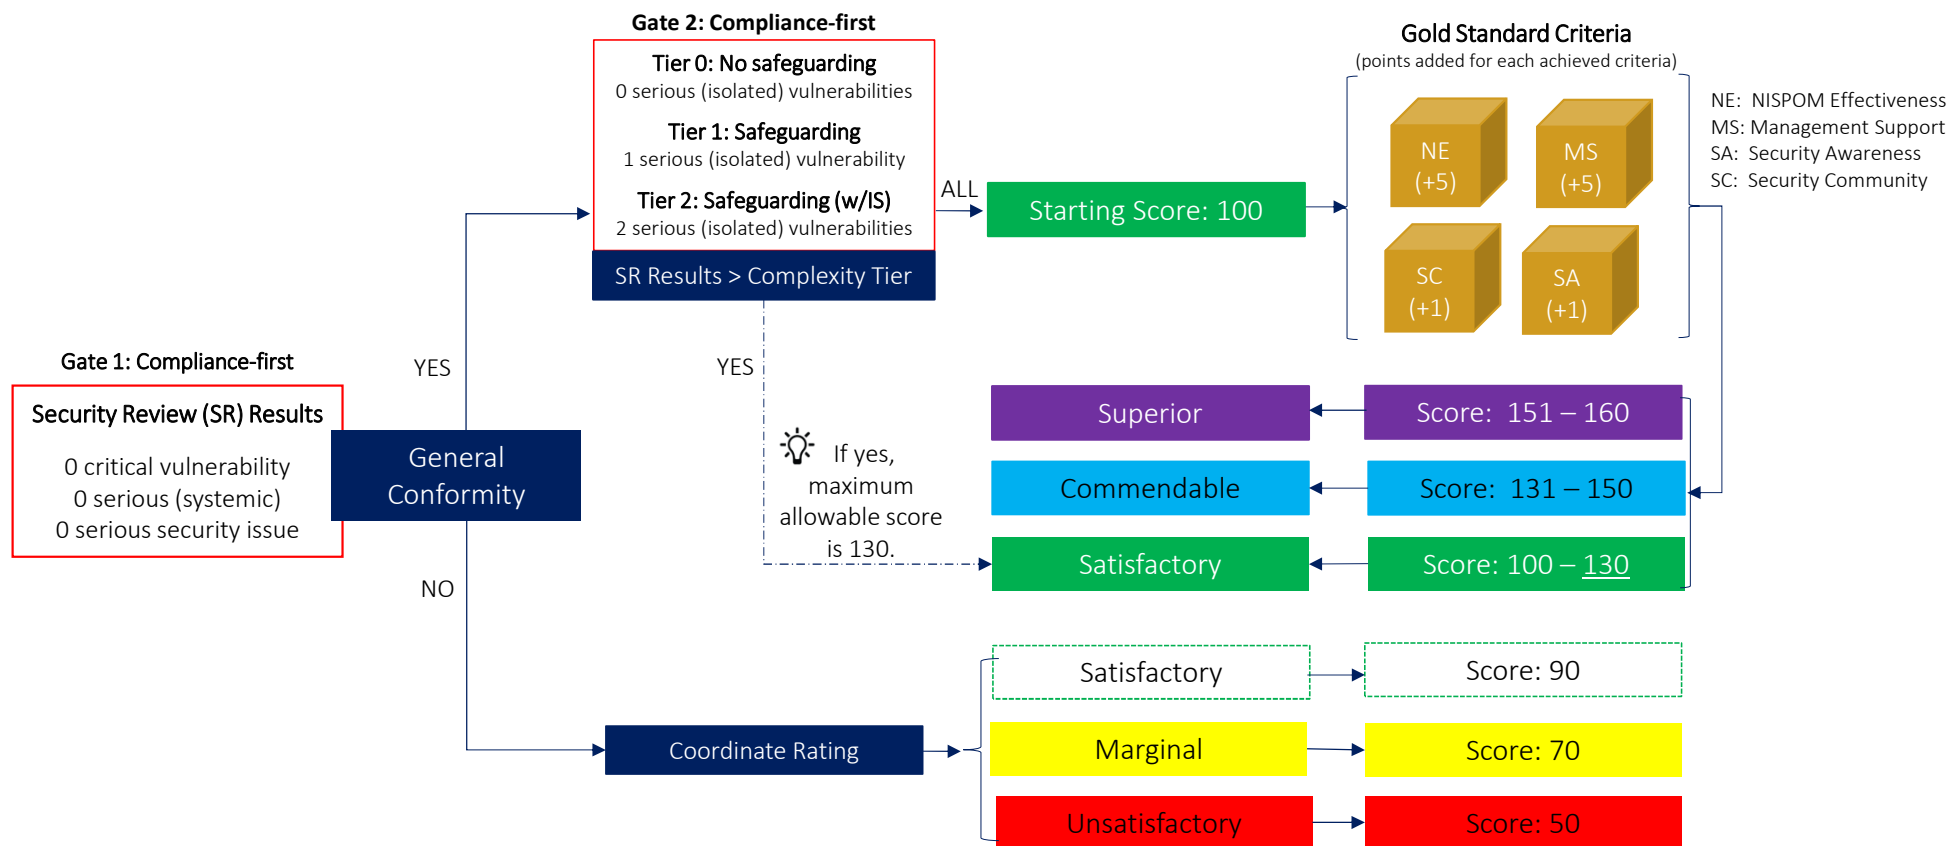 Gate 1: Compliance-first
Security Review (SR) Results
0 critical vulnerability
0 serious (systemic)
0 serious security issue
General
Conformity
YES
NO
Gate 2: Compliance-first
Tier 0: No safeguarding
0 serious (isolated) vulnerabilities
Tier 1: Safeguarding
1 serious (isolated) vulnerability
Tier 2: Safeguarding (w/IS)
2 serious (isolated) vulnerabilities
SR Results > Complexity Tier
ALL
Starting Score: 100
Gold Standard Criteria
(points added for each achieved criteria)
NE
(+5)
MS
(+5)
SC
(+1)
SA
(+1)
NE: NISPOM Effectiveness
MS: Management Support
SA: Security Awareness
SC: Security Community
YES
If yes,
maximum
allowable score
is 130.
Superior
Score: 151 – 160
Commendable
Score: 131 – 150
Satisfactory
Score: 100 – 130
Coordinate Rating
Satisfactory
Score: 90
Marginal
Score: 70
Unsatisfactory
Score: 50